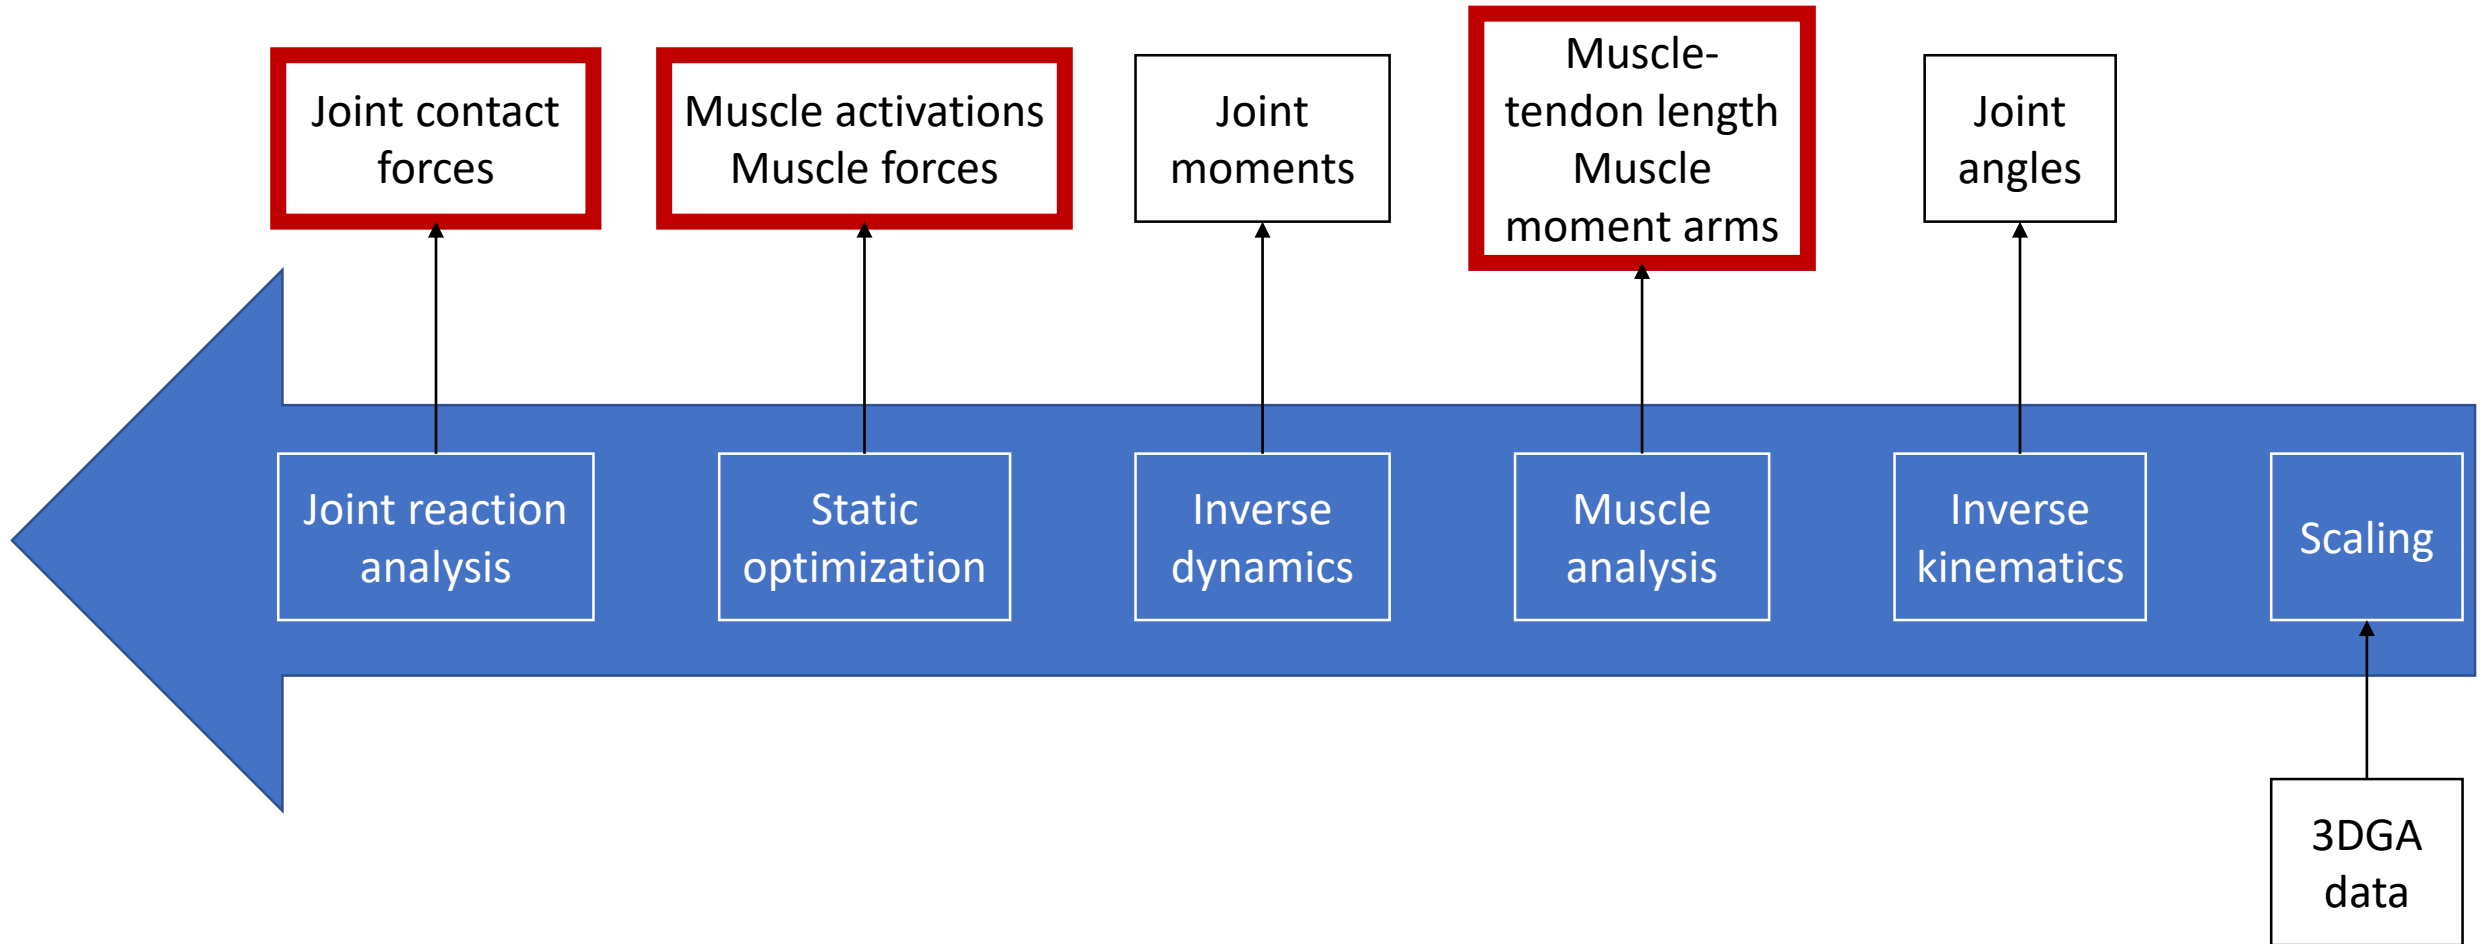 Joint contact
forces
Muscle activations
Muscle forces
Joint
moments
Muscle-
tendon length
Muscle
moment arms
Joint
angles
Joint reaction
analysis
Static
optimization
Inverse
dynamics
Muscle
analysis
Inverse
kinematics
Scaling
3DGA
data